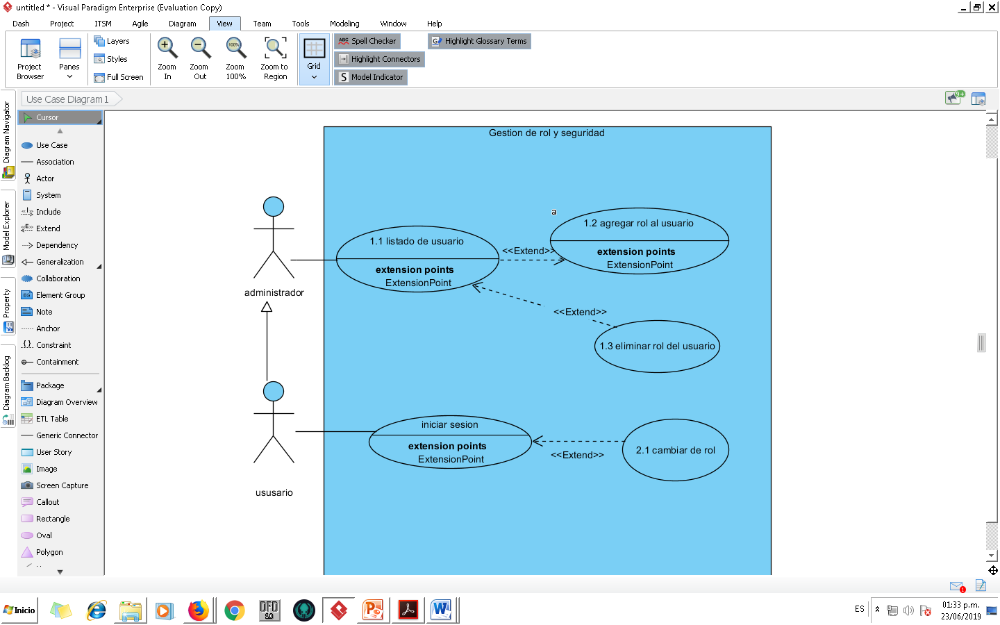 untitled * - Visual Paradigm Enterprise (Evaluation Copy)
Dash Project ITSM Agile Diagram View Team Tools Modeling Window Help
Project Browser
Panes
Layers
Styles
Full Screen
Zoom In
Zoom Out
100%
Zoom 100%
Zoom to Region
Grid
ABC Spell Checker
Highlight Connectors
S Model Indicator
G Highlight Glossary Terms
Use Case Diagram1
9+
Diagram Navigator
Model Explorer
Property
Diagram Backlog
Cursor
Use Case
Association
Actor
System
Include
Extend
Dependency
Generalization
Collaboration
Element Group
Note
Anchor
Constraint
Containment
Package
Diagram Overview
ETL Table
Generic Connector
User Story
Image
Screen Capture
Callout
Rectangle
Oval
Polygon
Gestion de rol y seguridad
a
1.2 agregar rol al usuario
extension points
ExtensionPoint
1.1 listado de usuario
extension points
ExtensionPoint
<<Extend>>
administrador
<<Extend>>
1.3 eliminar rol del usuario
iniciar sesion
extension points
ExtensionPoint
<<Extend>>
2.1 cambiar de rol
ususario
1
Inicio
DFD
1.0
ES
01:33 p.m.
23/06/2019